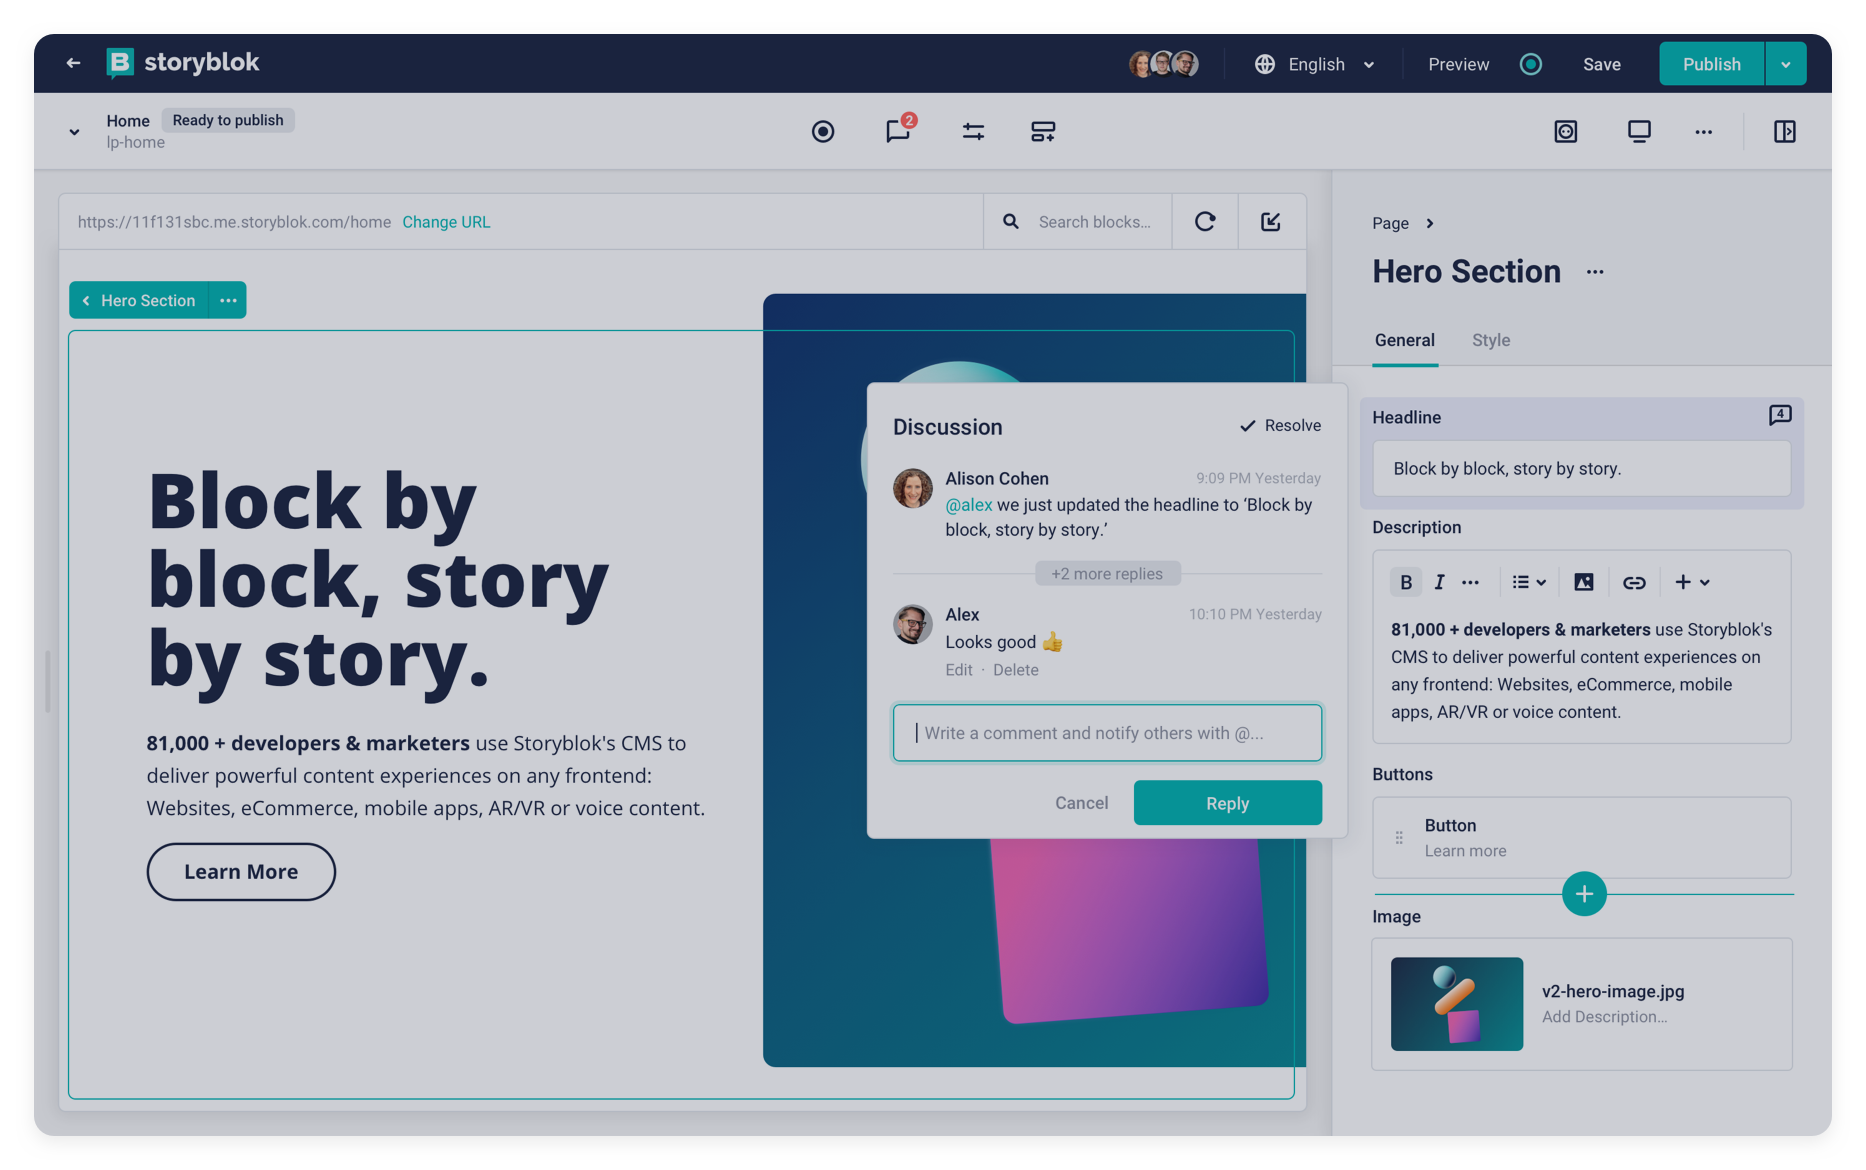 storyblok
English
Preview
Save
Publish
Home
Ready to publish
lp-home
2
https://11f131sbc.me.storyblok.com/home
Change URL
Search blocks...
Hero Section
Block by
block, story
by story.
81,000 + developers & marketers use Storyblok's CMS to
deliver powerful content experiences on any frontend:
Websites, eCommerce, mobile apps, AR/VR or voice content.
Learn More
Discussion
Resolve
Alison Cohen
9:09 PM Yesterday
@alex we just updated the headline to ‘Block by
block, story by story.’
+2 more replies
Alex
10:10 PM Yesterday
Looks good 👍
Edit · Delete
Write a comment and notify others with @...
Cancel
Reply
Page
Hero Section
General
Style
Headline
4
Block by block, story by story.
Description
B I
81,000 + developers & marketers use Storyblok's
CMS to deliver powerful content experiences on
any frontend: Websites, eCommerce, mobile
apps, AR/VR or voice content.
Buttons
Button
Learn more
Image
v2-hero-image.jpg
Add Description...